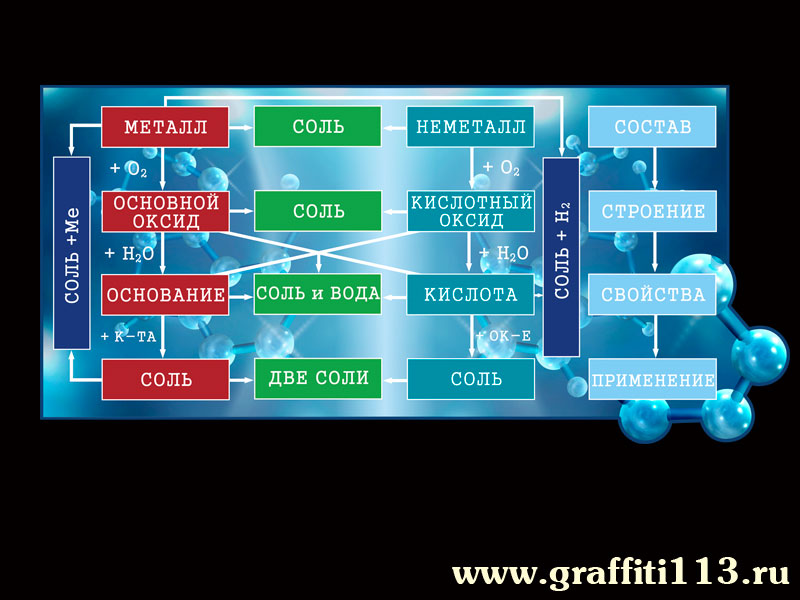 МЕТАЛЛ
СОЛЬ
НЕМЕТАЛЛ
СОСТАВ
+ O₂
+ O₂
ОСНОВНОЙ
ОКСИД
СОЛЬ
КИСЛОТНЫЙ
ОКСИД
СТРОЕНИЕ
СОЛЬ +Ме
+ H₂O
+ H₂O
СОЛЬ + H₂
ОСНОВАНИЕ
СОЛЬ и ВОДА
КИСЛОТА
СВОЙСТВА
+ К-ТА
+ ОК-Е
СОЛЬ
ДВЕ СОЛИ
СОЛЬ
ПРИМЕНЕНИЕ
www.graffiti113.ru